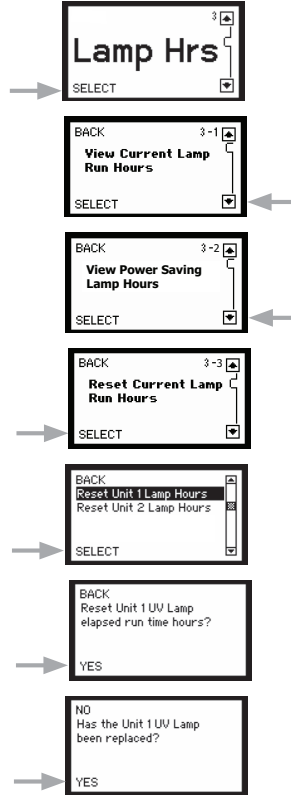 3
Lamp Hrs
SELECT
BACK 3-1
View Current Lamp
Run Hours
SELECT
BACK 3-2
View Power Saving
Lamp Hours
SELECT
BACK 3-3
Reset Current Lamp
Run Hours
SELECT
BACK
Reset Unit 1 Lamp Hours
Reset Unit 2 Lamp Hours
SELECT
BACK
Reset Unit 1 UV Lamp
elapsed run time hours?
YES
NO
Has the Unit 1 UV Lamp
been replaced?
YES